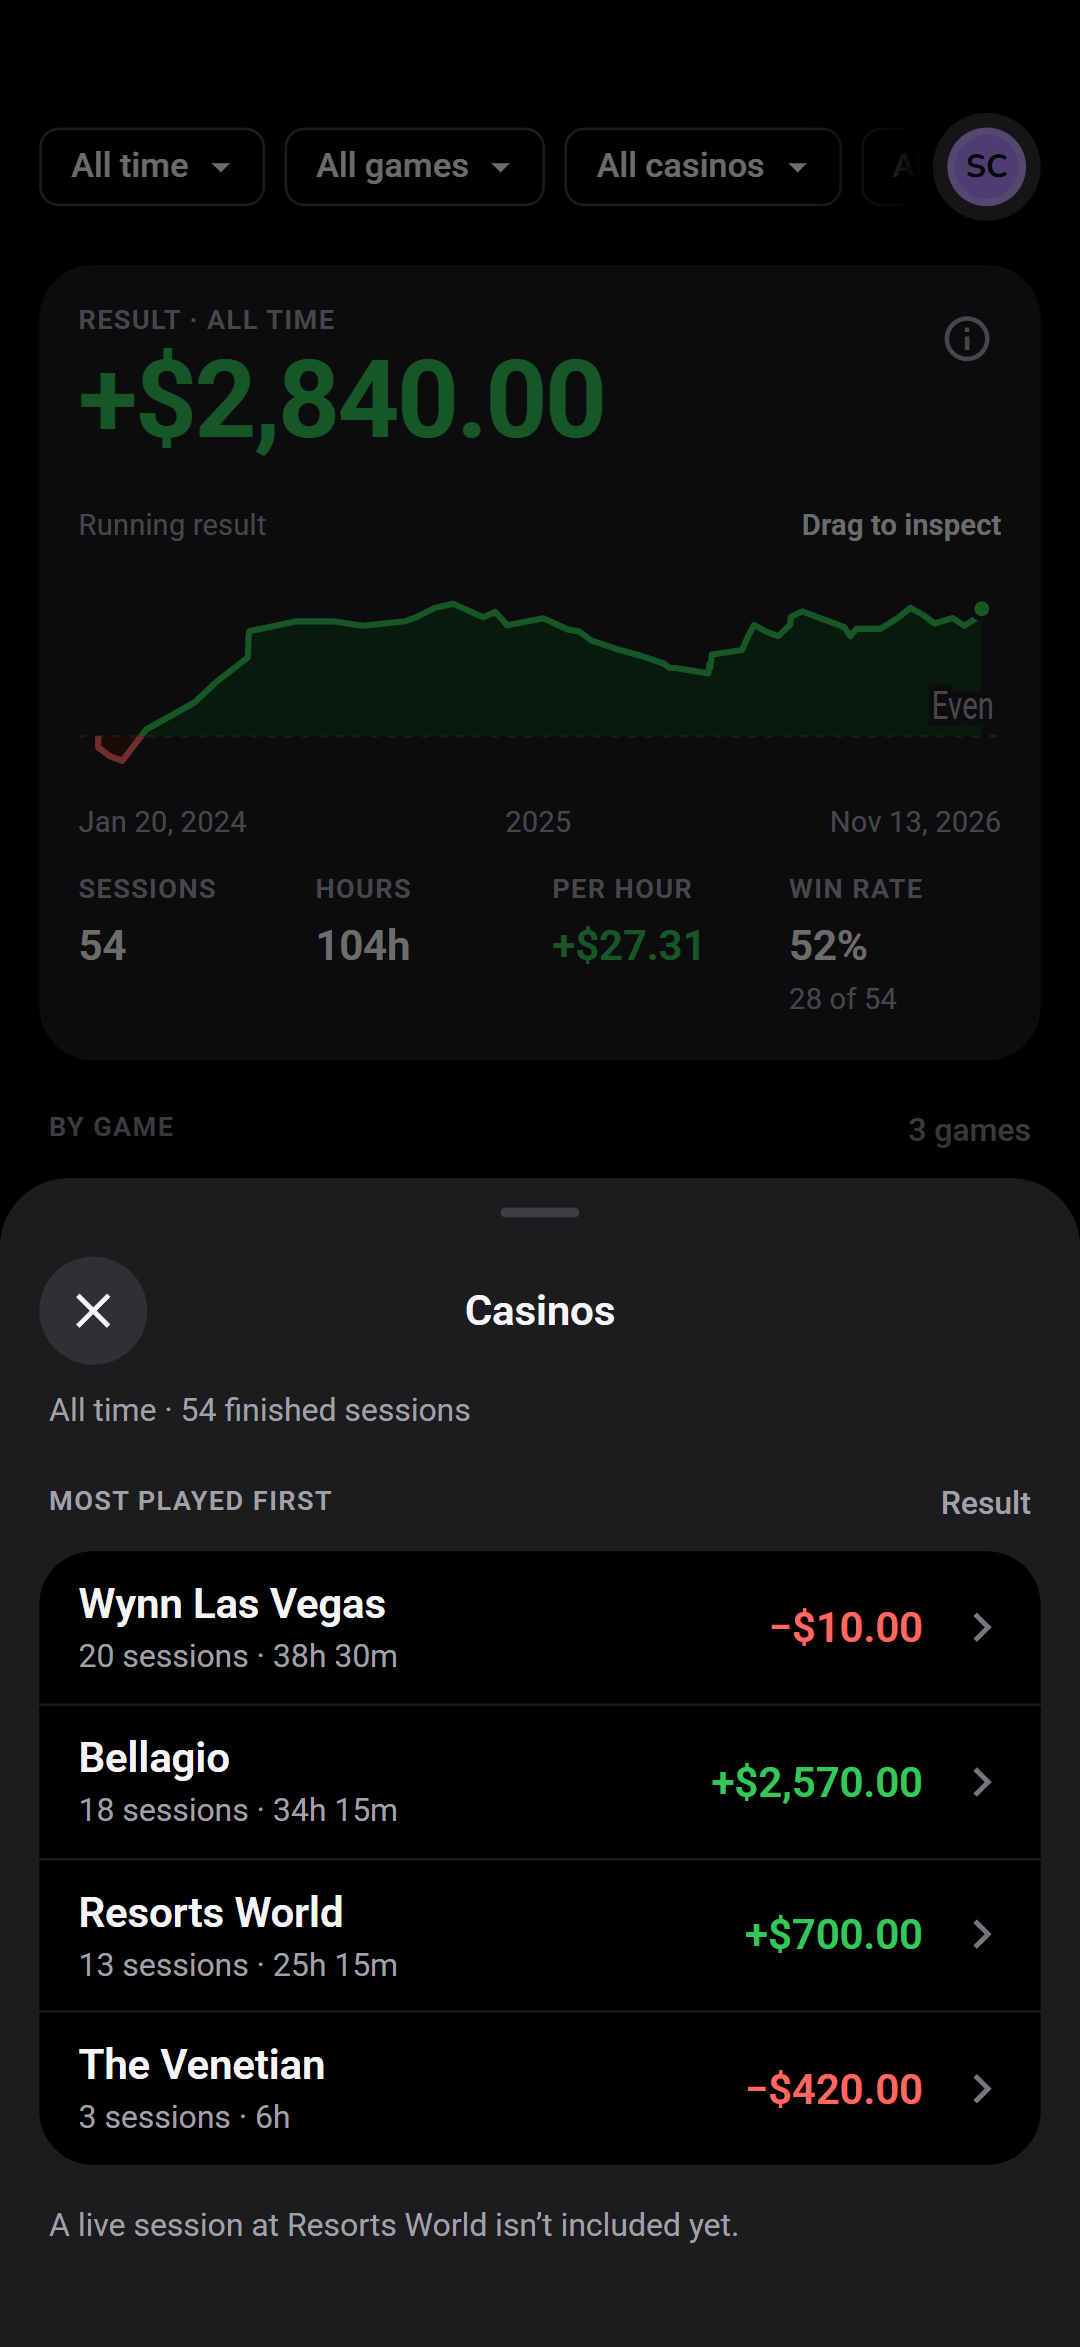 All time
All games
All casinos
SC
RESULT · ALL TIME
+$2,840.00
Running result
Drag to inspect
Even
Jan 20, 2024
2025
Nov 13, 2026
SESSIONS
HOURS
PER HOUR
WIN RATE
54
104h
+$27.31
52%
28 of 54
BY GAME
3 games
Casinos
All time · 54 finished sessions
MOST PLAYED FIRST
Result
Wynn Las Vegas
−$10.00
20 sessions · 38h 30m
Bellagio
+$2,570.00
18 sessions · 34h 15m
Resorts World
+$700.00
13 sessions · 25h 15m
The Venetian
−$420.00
3 sessions · 6h
A live session at Resorts World isn’t included yet.